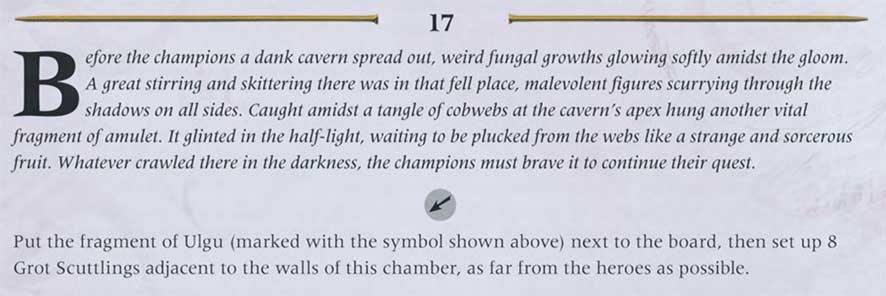 17
Before the champions a dank cavern spread out, weird fungal growths glowing softly amidst the gloom.
A great stirring and skittering there was in that fell place, malevolent figures scurrying through the
shadows on all sides. Caught amidst a tangle of cobwebs at the cavern's apex hung another vital
fragment of amulet. It glinted in the half-light, waiting to be plucked from the webs like a strange and sorcerous
fruit. Whatever crawled there in the darkness, the champions must brave it to continue their quest.
Put the fragment of Ulgu (marked with the symbol shown above) next to the board, then set up 8
Grot Scuttlings adjacent to the walls of this chamber, as far from the heroes as possible.